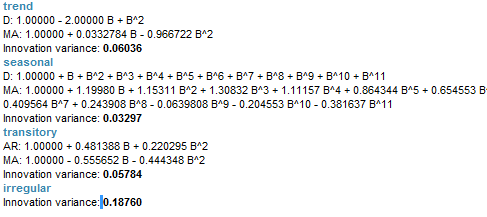 trend
D: 1.00000 - 2.00000 B + B^2
MA: 1.00000 + 0.0332784 B - 0.966722 B^2
Innovation variance: 0.06036
seasonal
D: 1.00000 + B + B^2 + B^3 + B^4 + B^5 + B^6 + B^7 + B^8 + B^9 + B^10 + B^11
MA: 1.00000 + 1.19980 B + 1.15311 B^2 + 1.30832 B^3 + 1.11157 B^4 + 0.864344 B^5 + 0.654553 B
0.409564 B^7 + 0.243908 B^8 - 0.0639808 B^9 - 0.204553 B^10 - 0.381637 B^11
Innovation variance: 0.03297
transitory
AR: 1.00000 + 0.481388 B + 0.220295 B^2
MA: 1.00000 - 0.555652 B - 0.444348 B^2
Innovation variance: 0.05784
irregular
Innovation variance: 0.18760